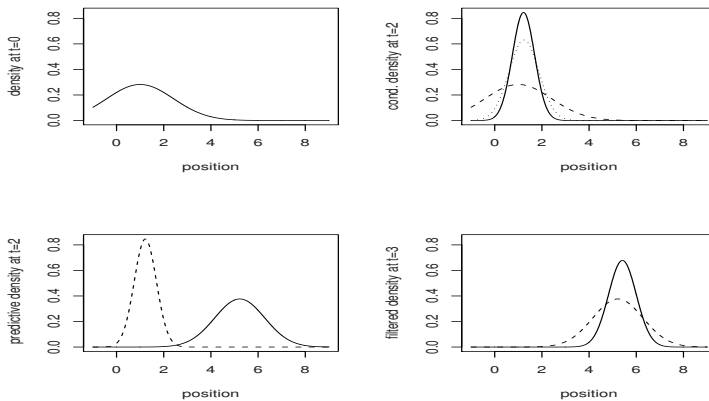 density at t=0
0.0 0.2 0.4 0.6 0.8
0 2 4 6 8
position
cond. density at t=2
0.0 0.2 0.4 0.6 0.8
0 2 4 6 8
position
predictive density at t=2
0.0 0.2 0.4 0.6 0.8
0 2 4 6 8
position
filtered density at t=3
0.0 0.2 0.4 0.6 0.8
0 2 4 6 8
position